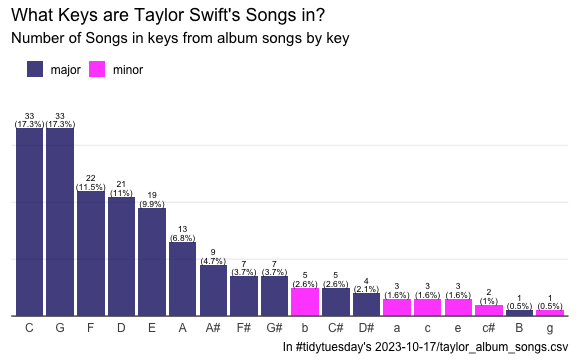 What Keys are Taylor Swift's Songs in?
Number of Songs in keys from album songs by key
major minor
33 33 22 21 19 13 9 7 7 5 5 4 3 3 3 2 1 1
(17.3%) (17.3%) (11.5%) (11%) (9.9%) (6.8%) (4.7%) (3.7%) (3.7%) (2.6%) (2.6%) (2.1%) (1.6%) (1.6%) (1.6%) (1%) (0.5%) (0.5%)
C G F D E A A# F# G# b C# D# a c e c# B g
In #tidytuesday's 2023-10-17/taylor_album_songs.csv